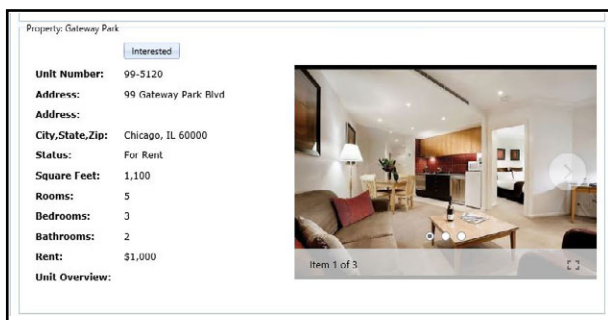 Property: Gateway Park
Interested
Unit Number: 99-5120
Address: 99 Gateway Park Blvd
Address:
City,State,Zip: Chicago, IL 60000
Status: For Rent
Square Feet: 1,100
Rooms: 5
Bedrooms: 3
Bathrooms: 2
Rent: $1,000
Unit Overview:
Item 1 of 3